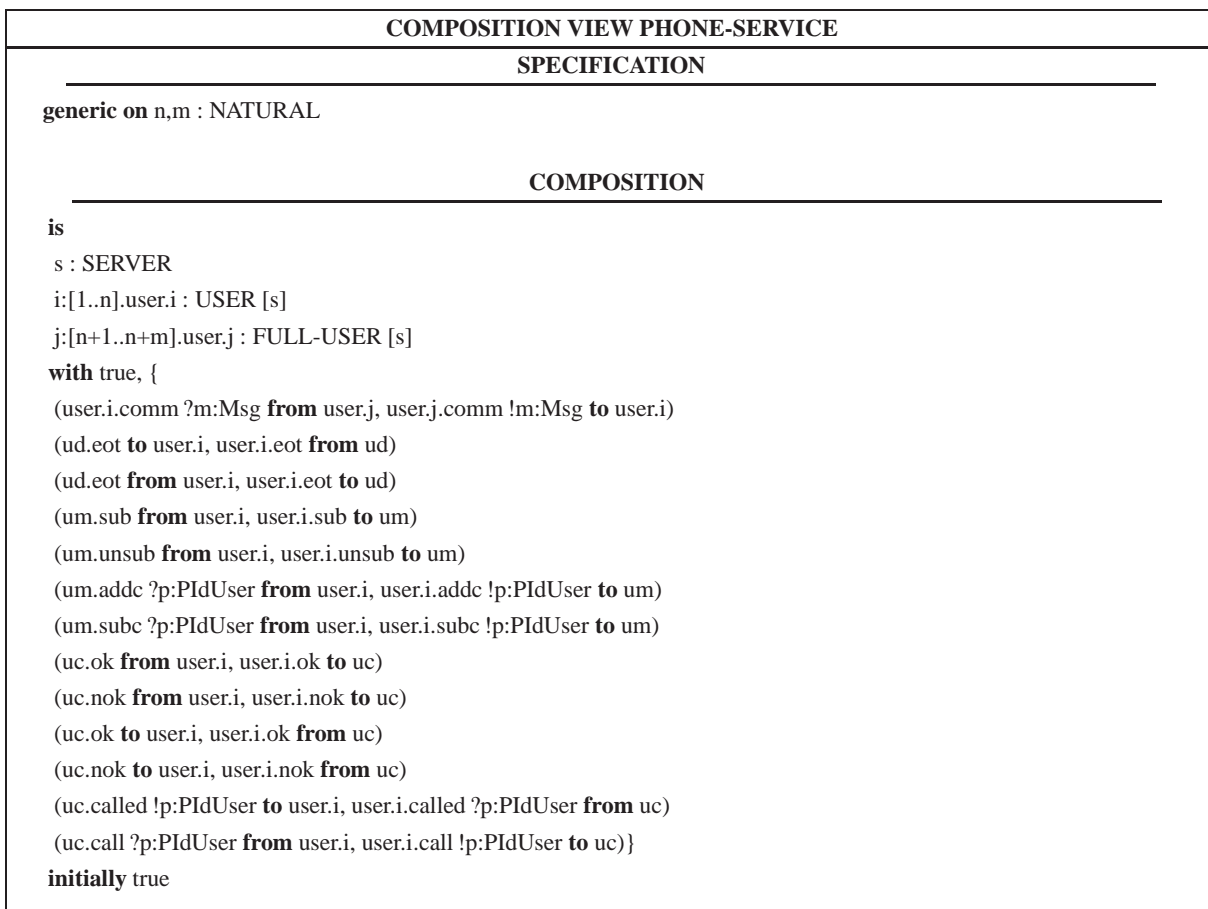 COMPOSITION VIEW PHONE-SERVICE
SPECIFICATION
generic on n,m : NATURAL
COMPOSITION
is
s : SERVER
i:[1..n].user.i : USER [s]
j:[n+1..n+m].user.j : FULL-USER [s]
with true, {
(user.i.comm ?m:Msg from user.j, user.j.comm !m:Msg to user.i)
(ud.eot to user.i, user.i.eot from ud)
(ud.eot from user.i, user.i.eot to ud)
(um.sub from user.i, user.i.sub to um)
(um.unsub from user.i, user.i.unsub to um)
(um.addc ?p:PIdUser from user.i, user.i.addc !p:PIdUser to um)
(um.subc ?p:PIdUser from user.i, user.i.subc !p:PIdUser to um)
(uc.ok from user.i, user.i.ok to uc)
(uc.nok from user.i, user.i.nok to uc)
(uc.ok to user.i, user.i.ok from uc)
(uc.nok to user.i, user.i.nok from uc)
(uc.called !p:PIdUser to user.i, user.i.called ?p:PIdUser from uc)
(uc.call ?p:PIdUser from user.i, user.i.call !p:PIdUser to uc)}
initially true